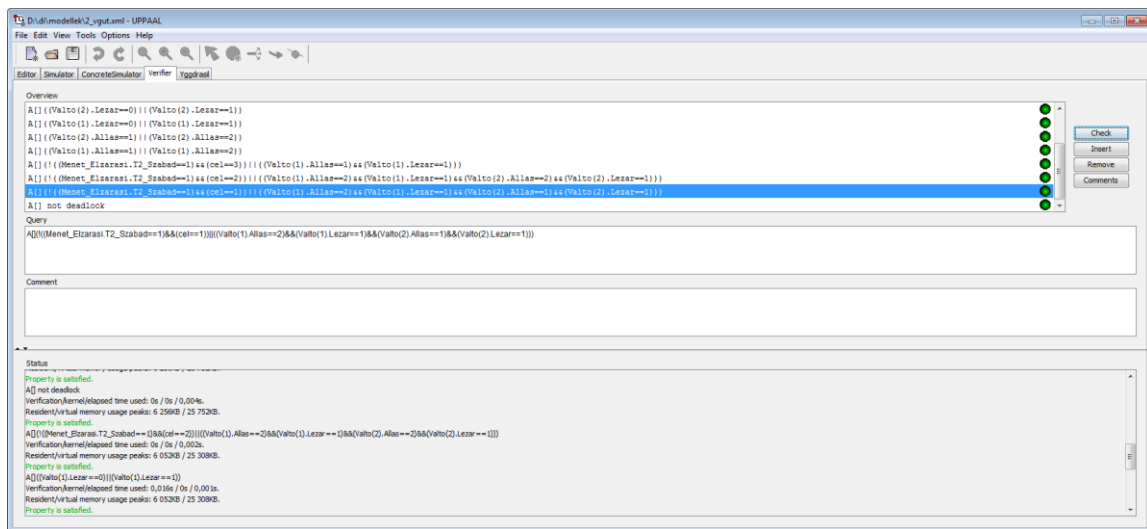 D:\di\modellek\2_vgut.xml - UPPAAL
File Edit View Tools Options Help
Editor Simulator ConcreteSimulator Verifier Yggdrasil
Overview
A[]((Valto(2).Lezar==0)||(Valto(2).Lezar==1))
A[]((Valto(1).Lezar==0)||(Valto(1).Lezar==1))
A[]((Valto(2).Allas==1)||(Valto(2).Allas==2))
A[]((Valto(1).Allas==1)||(Valto(1).Allas==2))
A[](!((Menet_Elzarasi.T2_Szabad==1)&&(cel==3))||((Valto(1).Allas==1)&&(Valto(1).Lezar==1)))
A[](!((Menet_Elzarasi.T2_Szabad==1)&&(cel==2))||((Valto(1).Allas==2)&&(Valto(1).Lezar==1)&&(Valto(2).Allas==2)&&(Valto(2).Lezar==1)))
A[](!((Menet_Elzarasi.T2_Szabad==1)&&(cel==1))||((Valto(1).Allas==2)&&(Valto(1).Lezar==1)&&(Valto(2).Allas==1)&&(Valto(2).Lezar==1)))
A[] not deadlock
Check
Insert
Remove
Comments
Query
A[](!((Menet_Elzarasi.T2_Szabad==1)&&(cel==1))||((Valto(1).Allas==2)&&(Valto(1).Lezar==1)&&(Valto(2).Allas==1)&&(Valto(2).Lezar==1)))
Comment
Status
Property is satisfied.
A[] not deadlock
Verification/kernel/elapsed time used: 0s / 0s / 0,004s.
Resident/virtual memory usage peaks: 6 256KB / 25 752KB.
Property is satisfied.
A[](!((Menet_Elzarasi.T2_Szabad==1)&&(cel==2))||((Valto(1).Allas==2)&&(Valto(1).Lezar==1)&&(Valto(2).Allas==2)&&(Valto(2).Lezar==1)))
Verification/kernel/elapsed time used: 0s / 0s / 0,002s.
Resident/virtual memory usage peaks: 6 052KB / 25 308KB.
Property is satisfied.
A[]((Valto(1).Lezar==0)||(Valto(1).Lezar==1))
Verification/kernel/elapsed time used: 0,016s / 0s / 0,001s.
Resident/virtual memory usage peaks: 6 052KB / 25 308KB.
Property is satisfied.